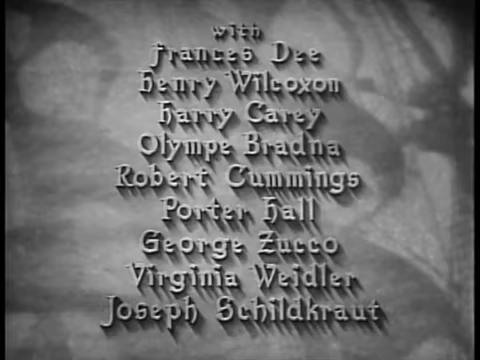 with
Frances Dee
Henry Wilcoxon
Harry Carey
Olympe Bradna
Robert Cummings
Porter Hall
George Zucco
Virginia Weidler
Joseph Schildkraut